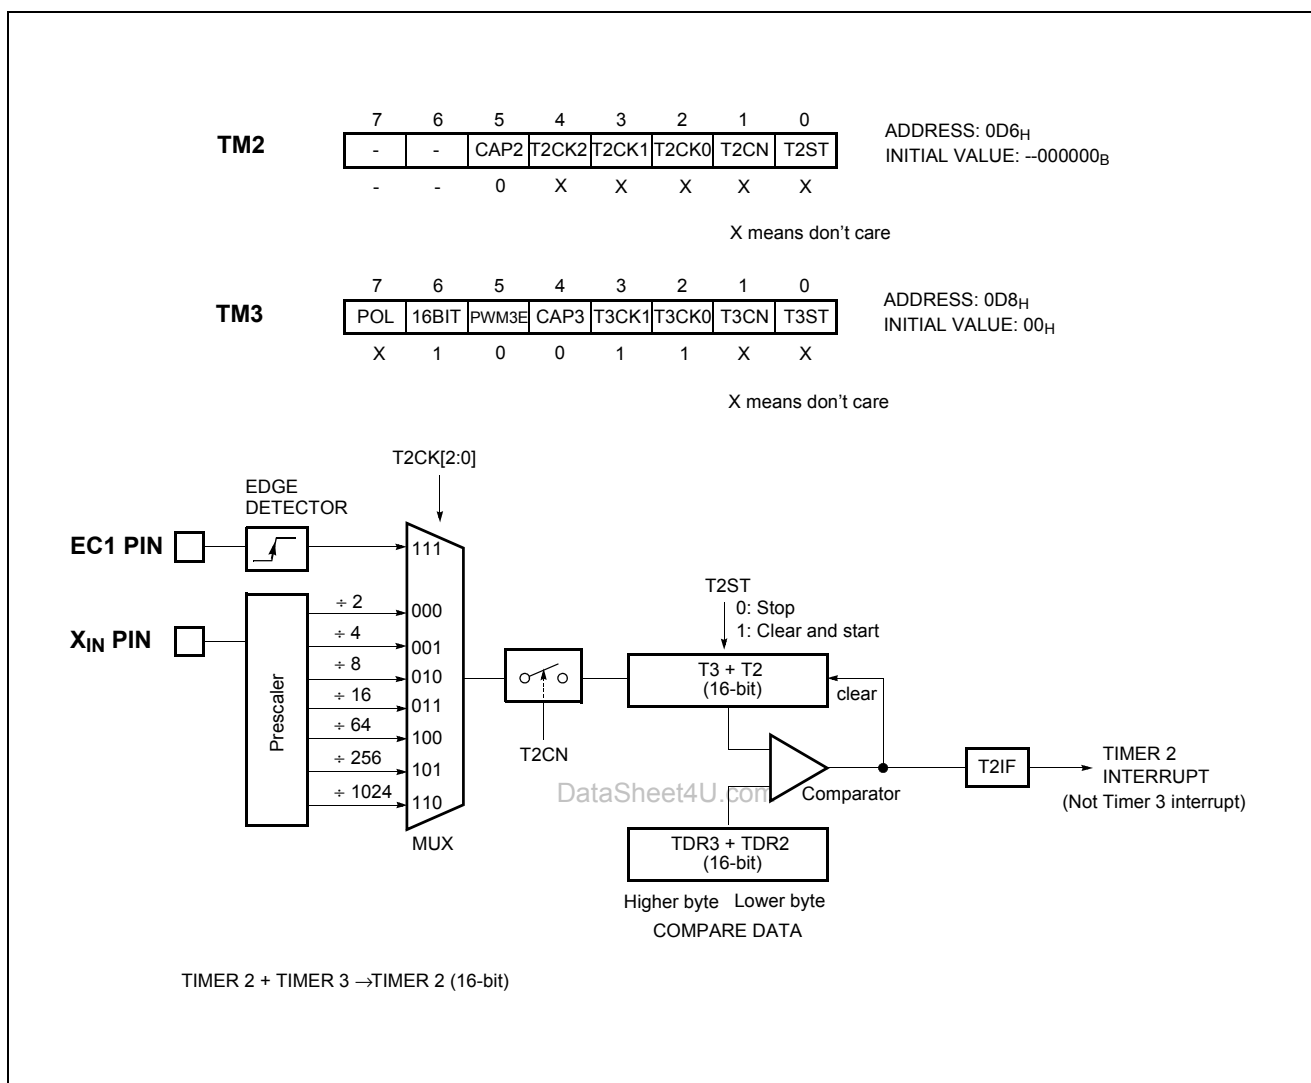 7 6 5 4 3 2 1 0
TM2
- - CAP2 T2CK2 T2CK1 T2CK0 T2CN T2ST
ADDRESS: 0D6H
INITIAL VALUE: --000000B
- - 0 X X X X X
X means don't care
7 6 5 4 3 2 1 0
TM3
POL 16BIT PWM3E CAP3 T3CK1 T3CK0 T3CN T3ST
ADDRESS: 0D8H
INITIAL VALUE: 00H
X 1 0 0 1 1 X X
X means don't care
T2CK[2:0]
EDGE
DETECTOR
EC1 PIN
111
XIN PIN
Prescaler
÷ 2 000
÷ 4 001
÷ 8 010
÷ 16 011
÷ 64 100
÷ 256 101
÷ 1024 110
MUX
T2CN
T2ST
0: Stop
1: Clear and start
T3 + T2
(16-bit)
clear
Comparator
T2IF
TIMER 2
INTERRUPT
(Not Timer 3 interrupt)
DataSheet4U.com
TDR3 + TDR2
(16-bit)
Higher byte Lower byte
COMPARE DATA
TIMER 2 + TIMER 3 →TIMER 2 (16-bit)